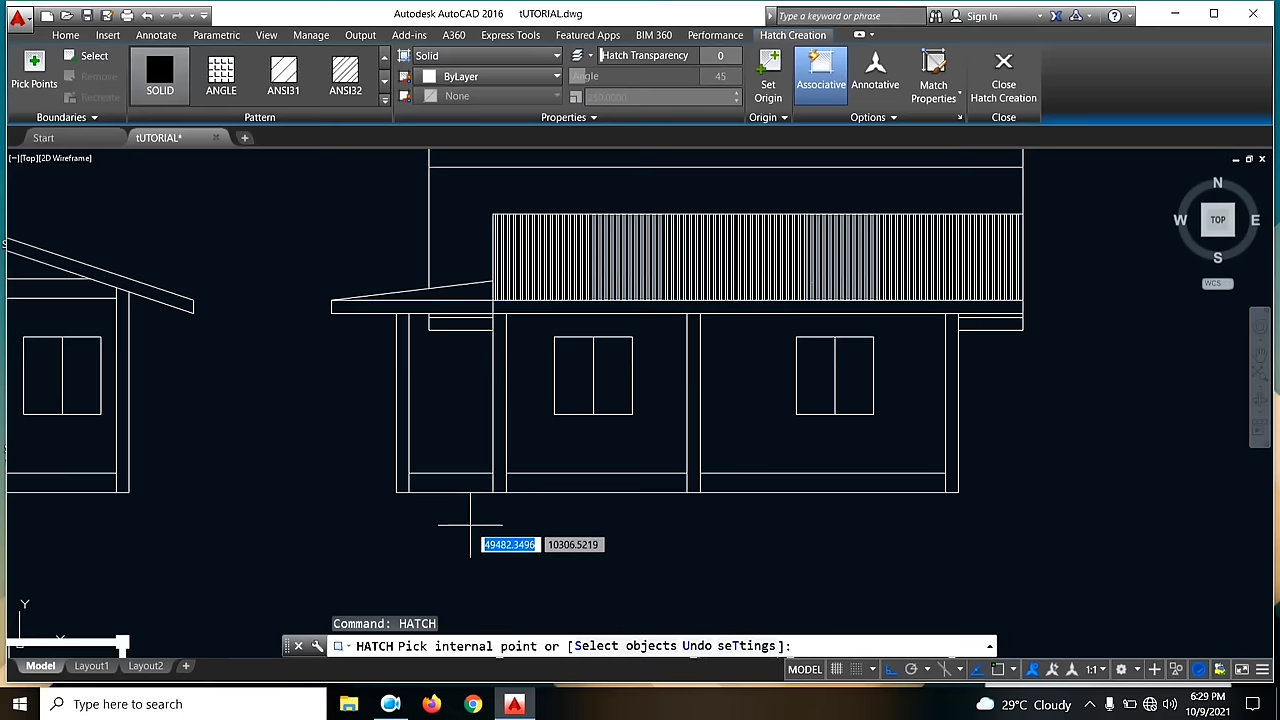 Autodesk AutoCAD 2016 tUTORIAL.dwg
Type a keyword or phrase
Sign In
Home Insert Annotate Parametric View Manage Output Add-ins A360 Express Tools Featured Apps BIM 360 Performance Hatch Creation
Pick Points
Select
Remove
Recreate
SOLID
ANGLE
ANSI31
ANSI32
Solid
ByLayer
None
Hatch Transparency 0
Angle 45
Set
Origin
Associative
Annotative
Match
Properties
Close
Hatch Creation
Boundaries
Pattern
Properties
Origin
Options
Close
Start
tUTORIAL*
[−][Top][2D Wireframe]
N
W
TOP
E
S
WCS
49482.3496 10306.5219
Y
Command: HATCH
HATCH Pick internal point or [Select objects Undo seTtings]:
Model Layout1 Layout2
MODEL
1:1
Type here to search
29°C Cloudy
6:29 PM
10/9/2021